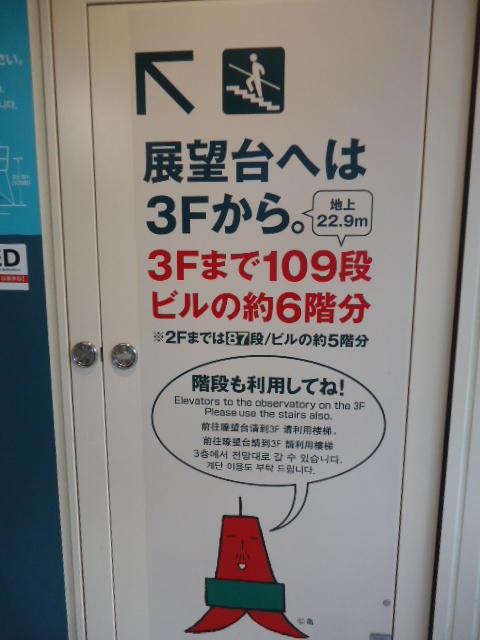 展望台へは
3Fから。
地上
22.9m
3Fまで109段
ビルの約6階分
※2Fまでは87段/ビルの約5階分
階段も利用してね!
Elevators to the observatory on the 3F
Please use the stairs also.
前往瞭望台请到3F 请利用楼梯。
前往瞭望台請到3F 請利用樓梯
3층에서 전망대로 갈 수 있습니다.
계단 이용도 부탁 드립니다.
©亀
さい。
ます。
ED